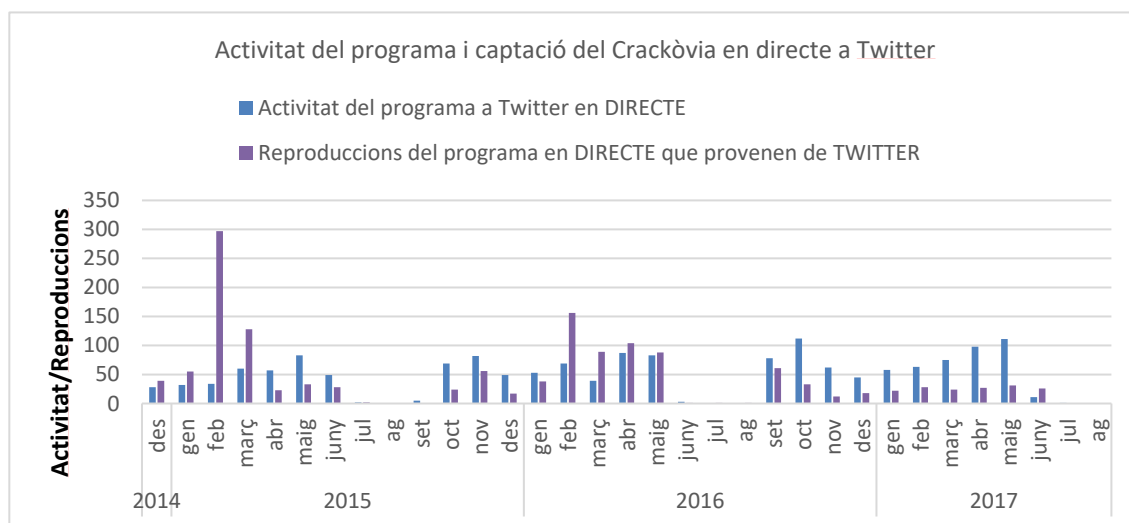 Activitat del programa i captació del Crackòvia en directe a Twitter
Activitat del programa a Twitter en DIRECTE
Reproduccions del programa en DIRECTE que provenen de TWITTER
Activitat/Reproduccions
350
300
250
200
150
100
50
0
des gen feb març abr maig juny jul ag set oct nov des gen feb març abr maig juny jul ag set oct nov des gen feb març abr maig juny jul ag
2014 2015 2016 2017